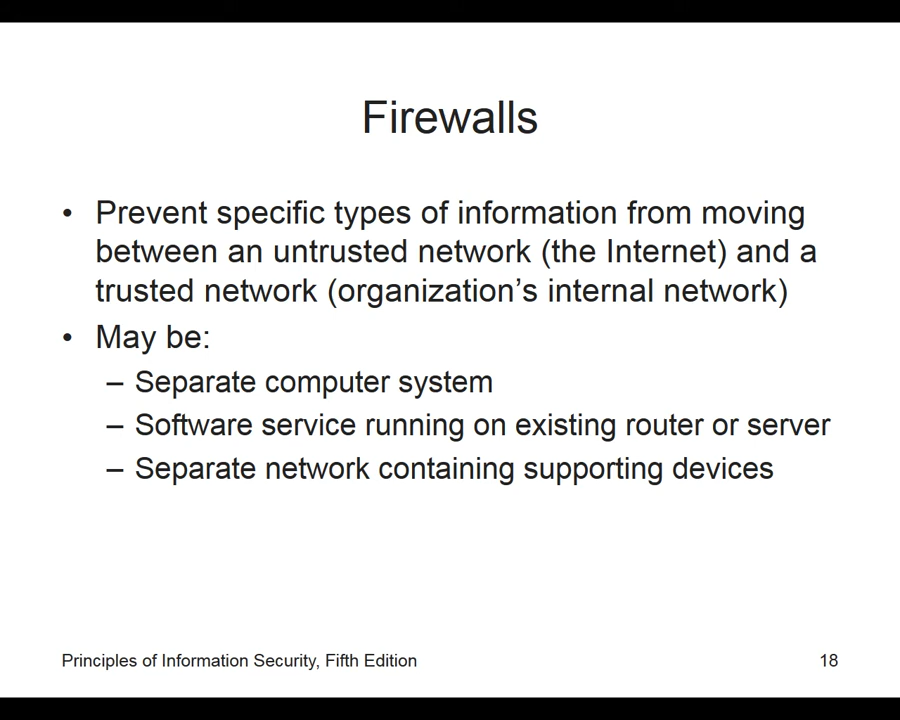 Firewalls
• Prevent specific types of information from moving
between an untrusted network (the Internet) and a
trusted network (organization’s internal network)
• May be:
– Separate computer system
– Software service running on existing router or server
– Separate network containing supporting devices
Principles of Information Security, Fifth Edition
18